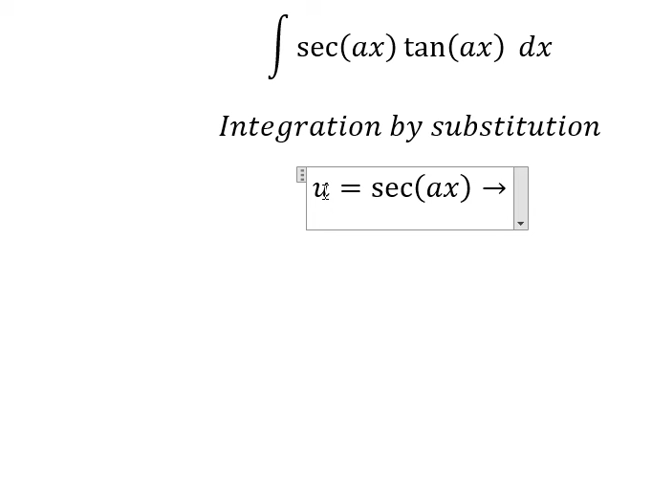 ∫ sec(ax) tan(ax) dx
Integration by substitution
u = sec(ax) →